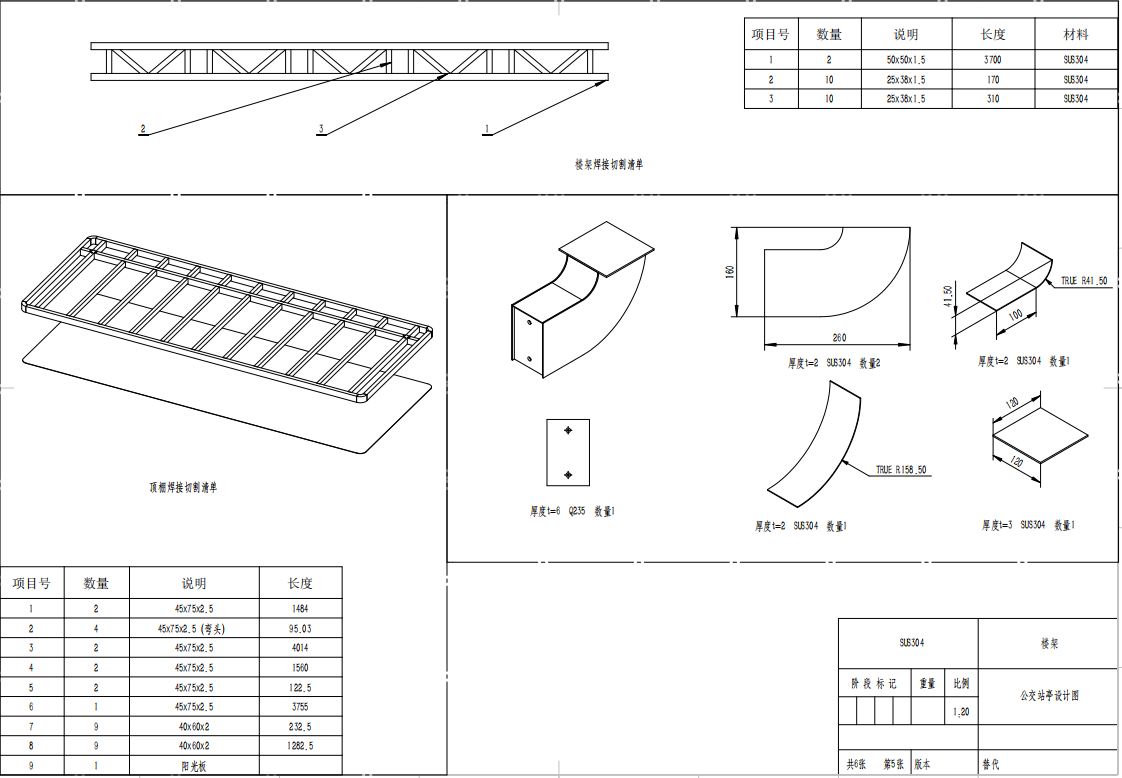 项目号 数量 说明 长度 材料
1 2 50x50x1.5 3700 SUS304
2 10 25x38x1.5 170 SUS304
3 10 25x38x1.5 310 SUS304
2 3 1
楼架焊接切割清单
160
260
厚度t=2 SUS304 数量2
TRUE R41.50
41.50
100
厚度t=2 SUS304 数量1
厚度t=6 Q235 数量1
TRUE R158.50
厚度t=2 SUS304 数量1
120
120
厚度t=3 SUS304 数量1
顶棚焊接切割清单
项目号 数量 说明 长度
1 2 45x75x2.5 1484
2 4 45x75x2.5 (弯头) 95.03
3 2 45x75x2.5 4014
4 2 45x75x2.5 1560
5 2 45x75x2.5 122.5
6 1 45x75x2.5 3755
7 9 40x60x2 232.5
8 9 40x60x2 1282.5
9 1 阳光板
SUS304 楼架
阶段标记 重量 比例
1:20
公交站亭设计图
共6张 第5张 版本 替代